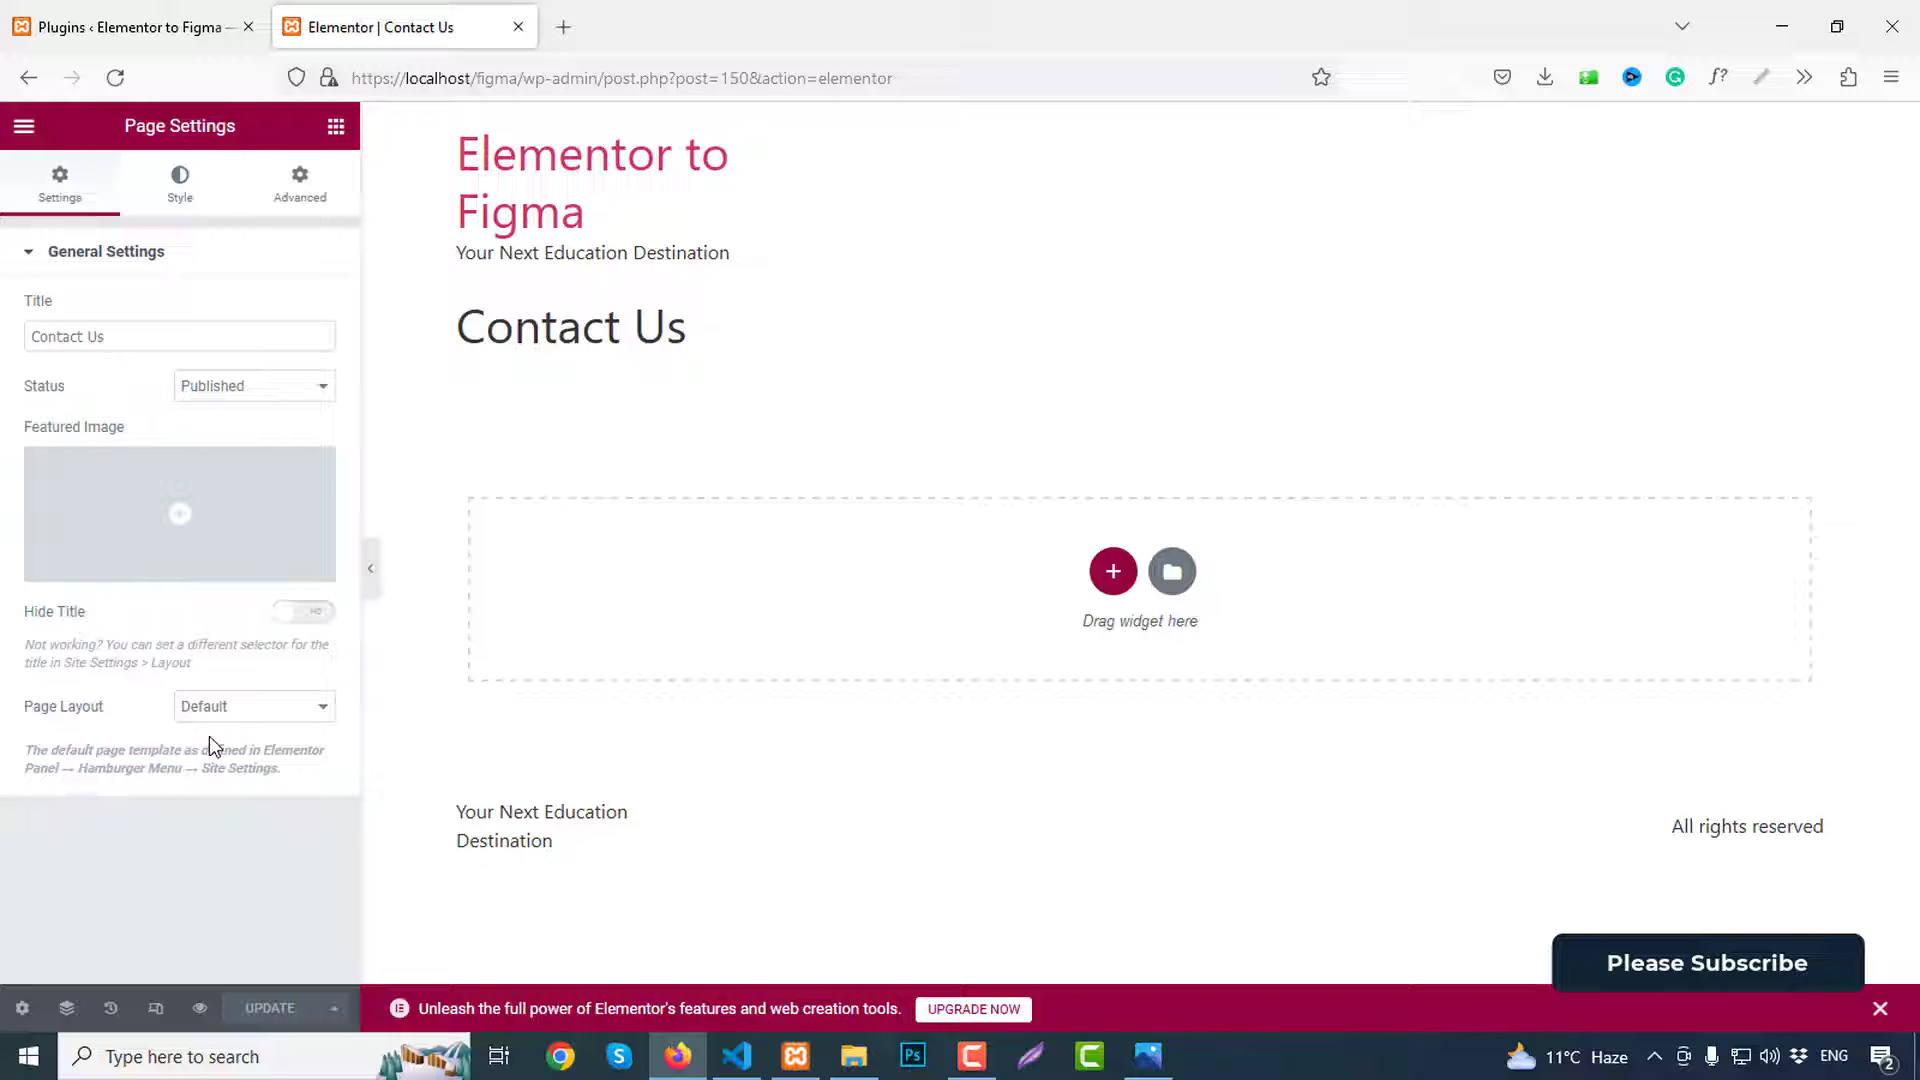 Plugins ‹ Elementor to Figma —
Elementor | Contact Us
https://localhost/figma/wp-admin/post.php?post=150&action=elementor
f?
Page Settings
Settings
Style
Advanced
General Settings
Title
Contact Us
Status
Published
Featured Image
Hide Title
Not working? You can set a different selector for the
title in Site Settings > Layout
Page Layout
Default
The default page template as defined in Elementor
Panel → Hamburger Menu → Site Settings.
UPDATE
Elementor to
Figma
Your Next Education Destination
Contact Us
Drag widget here
Your Next Education
Destination
All rights reserved
Please Subscribe
Unleash the full power of Elementor's features and web creation tools.
UPGRADE NOW
Type here to search
Ps
11°C Haze
ENG
2